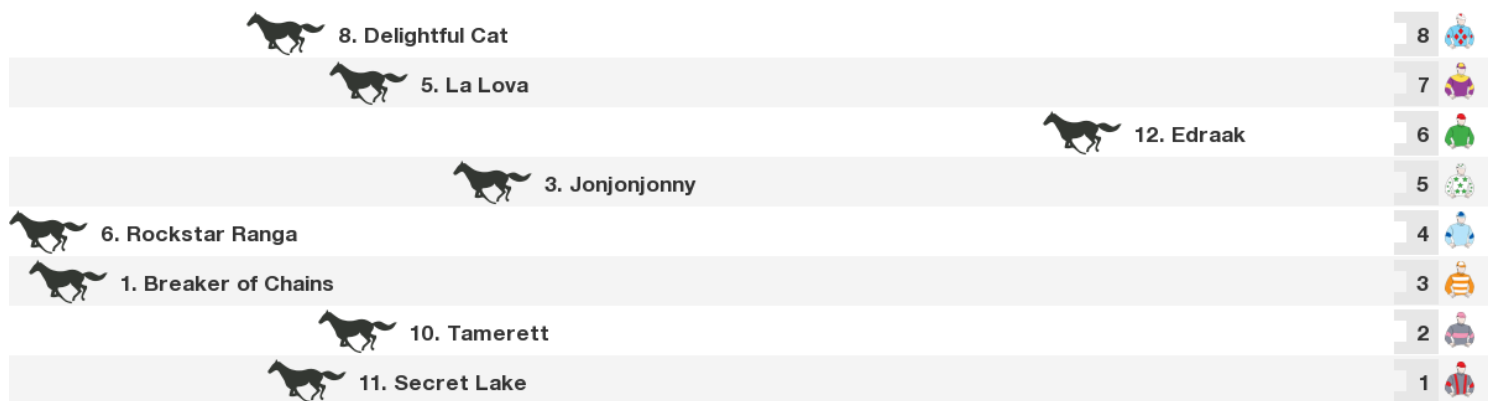 8. Delightful Cat 8
5. La Lova 7
12. Edraak 6
3. Jonjonjonny 5
6. Rockstar Ranga 4
1. Breaker of Chains 3
10. Tamerett 2
11. Secret Lake 1